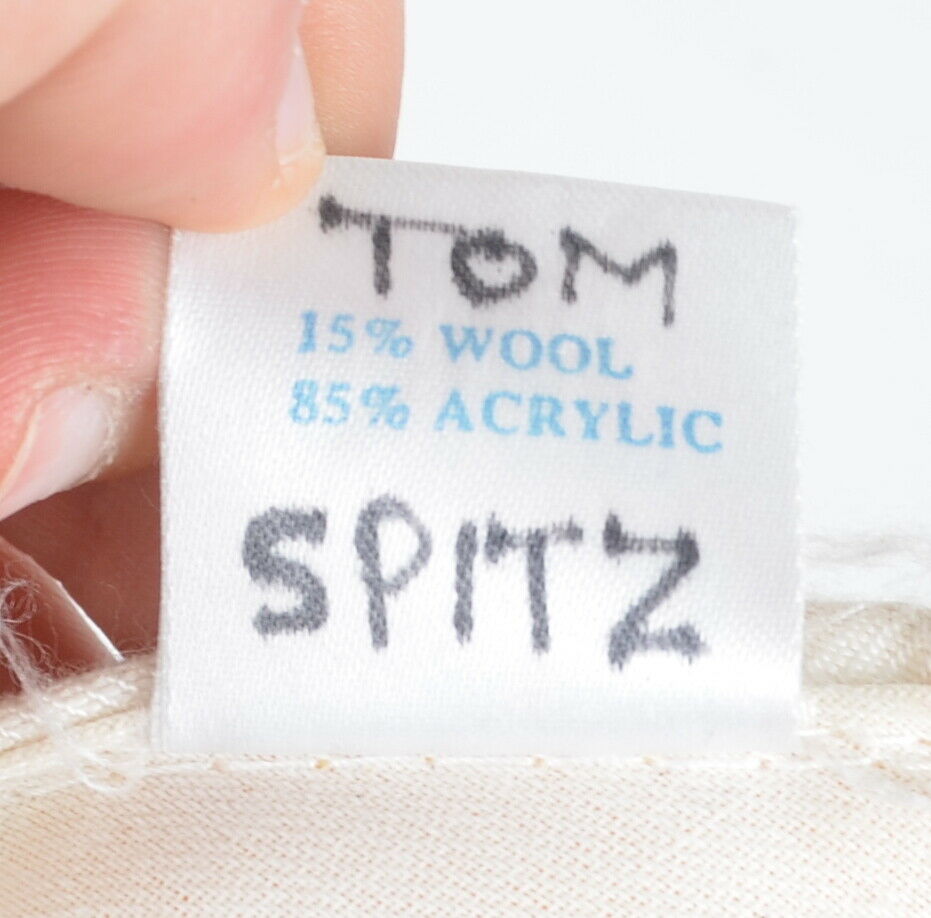 TOM
15% WOOL
85% ACRYLIC
SPITZ